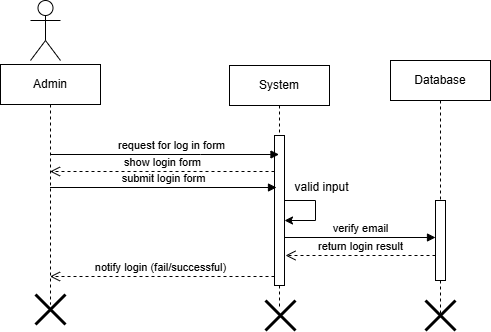 Admin
System
Database
request for log in form
show login form
submit login form
valid input
verify email
return login result
notify login (fail/successful)